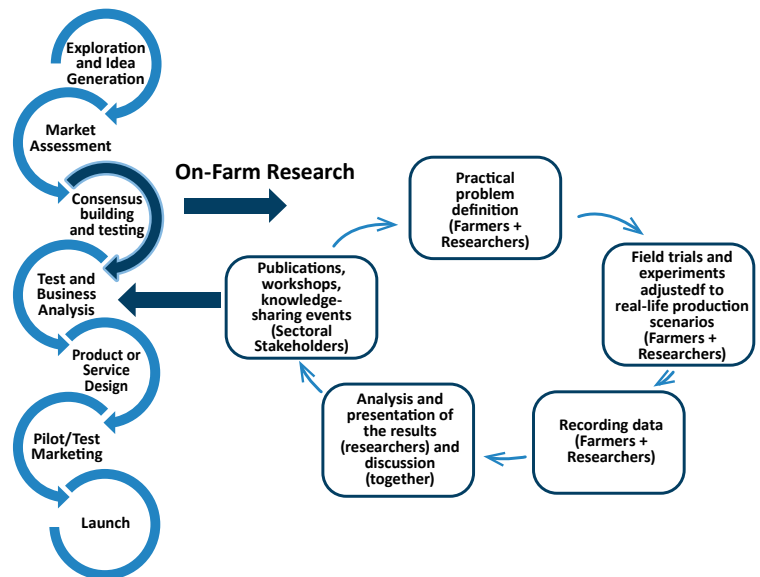 Exploration
and Idea
Generation
Market
Assessment
Consensus
building
and testing
Test and
Business
Analysis
Product or
Service
Design
Pilot/Test
Marketing
Launch
On-Farm Research
Practical
problem
definition
(Farmers +
Researchers)
Field trials and
experiments
adjustedf to
real-life production
scenarios
(Farmers +
Researchers)
Recording data
(Farmers +
Researchers)
Analysis and
presentation of
the results
(researchers) and
discussion
(together)
Publications,
workshops,
knowledge-
sharing events
(Sectoral
Stakeholders)